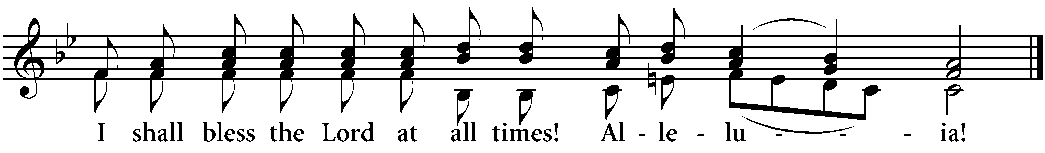 I shall bless the Lord at all times! Al - le - lu - - - ia!